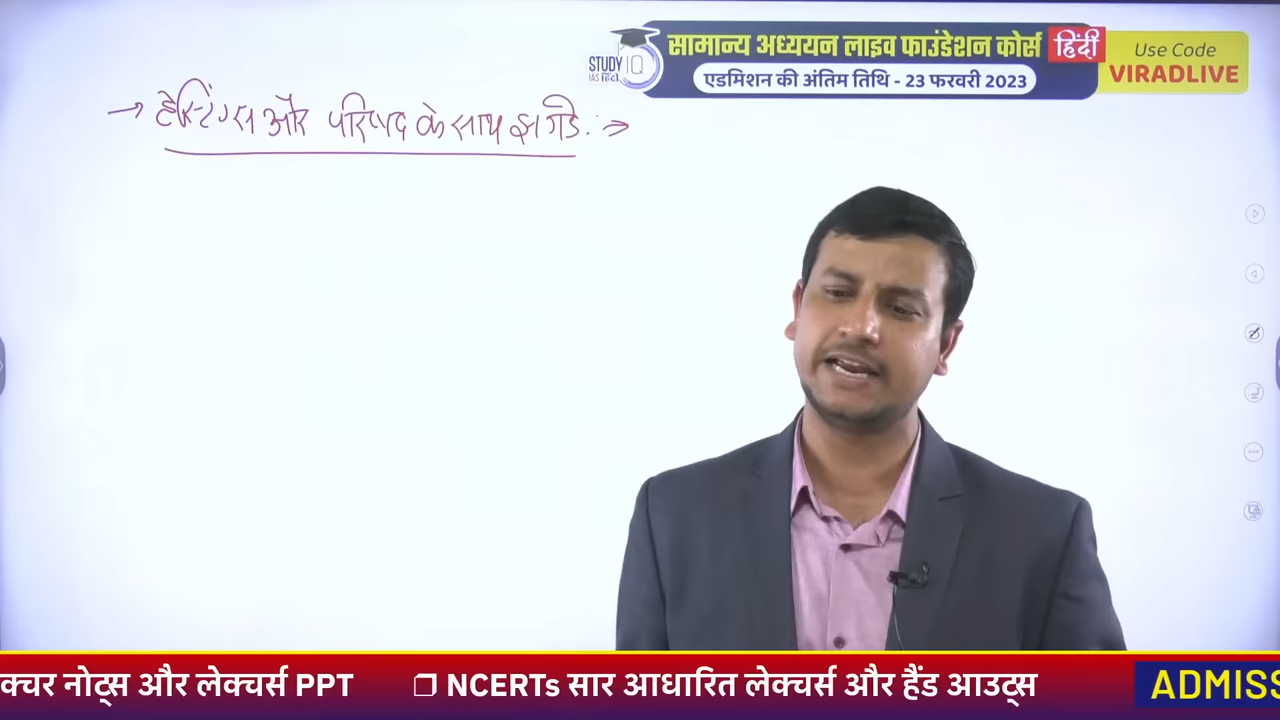 सामान्य अध्ययन लाइव फाउंडेशन कोर्स हिंदी
STUDY IQ
IAS हिंदी
एडमिशन की अंतिम तिथि - 23 फरवरी 2023
Use Code
VIRADLIVE
→ हेस्टिंग्स और परिषद के साथ झगडे :⇒
क्चर नोट्स और लेक्चर्स PPT ❐ NCERTs सार आधारित लेक्चर्स और हैंड आउट्स ADMISS